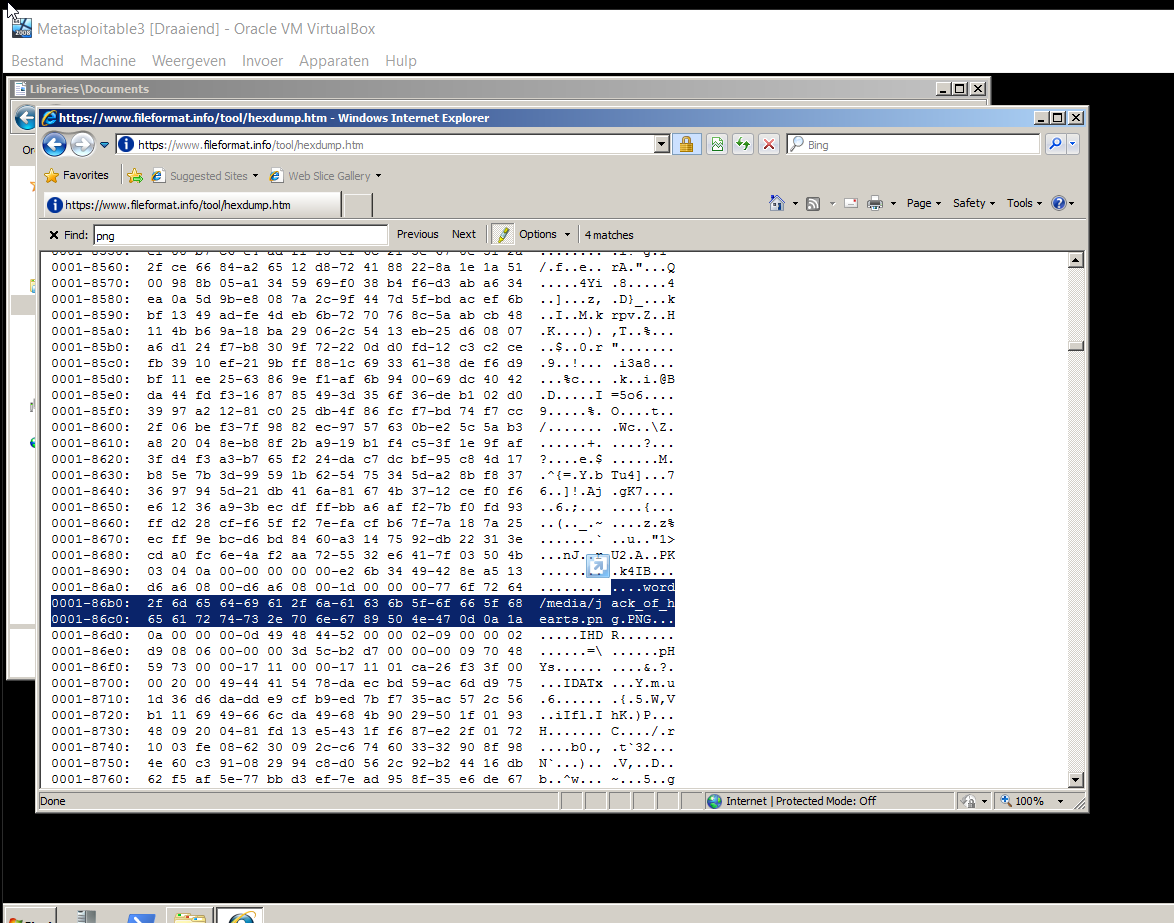 Metasploitable3 [Draaiend] - Oracle VM VirtualBox
Bestand Machine Weergeven Invoer Apparaten Hulp
Libraries\Documents
https://www.fileformat.info/tool/hexdump.htm - Windows Internet Explorer
https://www.fileformat.info/tool/hexdump.htm
Bing
Favorites Suggested Sites Web Slice Gallery
https://www.fileformat.info/tool/hexdump.htm
Page Safety Tools
Find: png Previous Next Options 4 matches
0001-8560: 2f ce 66 84-a2 65 12 d8-72 41 88 22-8a 1e 1a 51 /.f..e.. rA."...Q
0001-8570: 00 98 8b 05-a1 34 59 69-f0 38 b4 f6-d3 ab a6 34 .....4Yi .8.....4
0001-8580: ea 0a 5d 9b-e8 08 7a 2c-9f 44 7d 5f-bd ac ef 6b ..]...z, .D}_...k
0001-8590: bf 13 49 ad-fe 4d eb 6b-72 70 76 8c-5a ab cb 48 ..I..M.k rpv.Z..H
0001-85a0: 11 4b b6 9a-18 ba 29 06-2c 54 13 eb-25 d6 08 07 .K....). ,T..%...
0001-85b0: a6 d1 24 f7-b8 30 9f 72-22 0d d0 fd-12 c3 c2 ce ..$..0.r ".......
0001-85c0: fb 39 10 ef-21 9b ff 88-1c 69 33 61-38 de f6 d9 .9..!... .i3a8...
0001-85d0: bf 11 ee 25-63 86 9e f1-af 6b 94 00-69 dc 40 42 ...%c... .k..i.@B
0001-85e0: da 44 fd f3-16 87 85 49-3d 35 6f 36-de b1 02 d0 .D.....I =5o6....
0001-85f0: 39 97 a2 12-81 c0 25 db-4f 86 fc f7-bd 74 f7 cc 9.....%. O....t..
0001-8600: 2f 06 be f3-7f 98 82 ec-97 57 63 0b-e2 5c 5a b3 /....... .Wc..\Z.
0001-8610: a8 20 04 8e-b8 8f 2b a9-19 b1 f4 c5-3f 1e 9f af ......+. ....?...
0001-8620: 3f d4 f3 a3-b7 65 f2 24-da c7 dc bf-95 c8 4d 17 ?....e.$ ......M.
0001-8630: b8 5e 7b 3d-99 59 1b 62-54 75 34 5d-a2 8b f8 37 .^{=.Y.b Tu4]...7
0001-8640: 36 97 94 5d-21 db 41 6a-81 67 4b 37-12 ce f0 f6 6..]!.Aj .gK7....
0001-8650: e6 12 36 a9-3b ec df ff-bb a6 af f2-7b f0 fd 93 ..6.;... ....{...
0001-8660: ff d2 28 cf-f6 5f f2 7e-fa cf b6 7f-7a 18 7a 25 ..(.._.~ ....z.z%
0001-8670: ec ff 9e bc-d6 bd 84 60-a3 14 75 92-db 22 31 3e .......` ..u.."1>
0001-8680: cd a0 fc 6e-4a f2 aa 72-55 32 e6 41-7f 03 50 4b ...nJ..r U2.A..PK
0001-8690: 03 04 0a 00-00 00 00 00-e2 6b 34 49-42 8e a5 13 .k4IB...
0001-86a0: d6 a6 08 00-d6 a6 08 00-1d 00 00 00-77 6f 72 64 ........ ....word
0001-86b0: 2f 6d 65 64-69 61 2f 6a-61 63 6b 5f-6f 66 5f 68 /media/j ack_of_h
0001-86c0: 65 61 72 74-73 2e 70 6e-67 89 50 4e-47 0d 0a 1a earts.pn g.PNG...
0001-86d0: 0a 00 00 00-0d 49 48 44-52 00 00 02-09 00 00 02 .....IHD R.......
0001-86e0: d9 08 06 00-00 00 3d 5c-b2 d7 00 00-00 09 70 48 ......=\ ......pH
0001-86f0: 59 73 00 00-17 11 00 00-17 11 01 ca-26 f3 3f 00 Ys...... ....&.?.
0001-8700: 00 20 00 49-44 41 54 78-da ec bd 59-ac 6d d9 75 ...IDATx ...Y.m.u
0001-8710: 1d 36 d6 da-dd e9 cf b9-ed 7b f7 35-ac 57 2c 56 .6...... .{.5.W,V
0001-8720: b1 11 69 49-66 6c da 49-68 4b 90 29-50 1f 01 93 ..iIfl.I hK.)P...
0001-8730: 48 09 20 04-81 fd 13 e5-43 1f f6 87-e2 2f 01 72 H....... C..../.r
0001-8740: 10 03 fe 08-62 30 09 2c-c6 74 60 33-32 90 8f 98 ....b0., .t`32...
0001-8750: 4e 60 c3 91-08 29 94 c8-d0 56 2c 92-b2 44 16 db N`...).. .V,..D..
0001-8760: 62 f5 af 5e-77 bb d3 ef-7e ad 95 8f-35 e6 de 67 b..^w... ~...5..g
Done Internet | Protected Mode: Off 100%